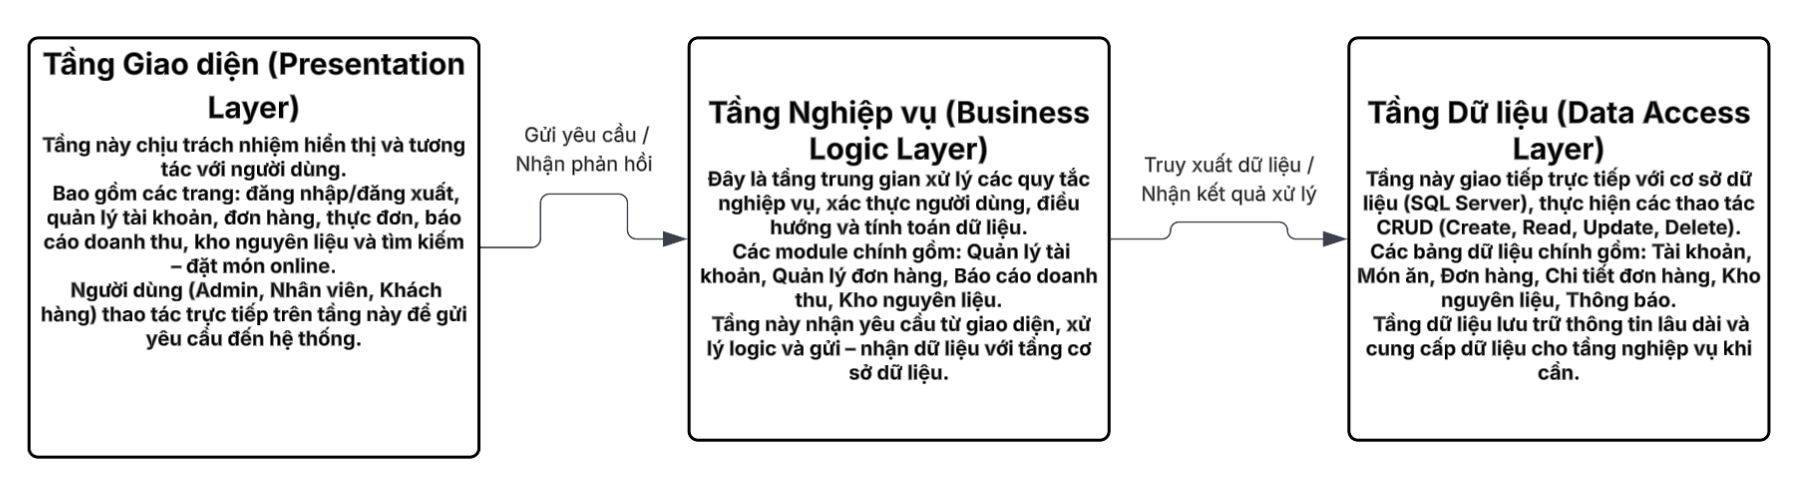 Tầng Giao diện (Presentation
Layer)
Tầng này chịu trách nhiệm hiển thị và tương
tác với người dùng.
Bao gồm các trang: đăng nhập/đăng xuất,
quản lý tài khoản, đơn hàng, thực đơn, báo
cáo doanh thu, kho nguyên liệu và tìm kiếm
– đặt món online.
Người dùng (Admin, Nhân viên, Khách
hàng) thao tác trực tiếp trên tầng này để gửi
yêu cầu đến hệ thống.
Gửi yêu cầu /
Nhận phản hồi
Tầng Nghiệp vụ (Business
Logic Layer)
Đây là tầng trung gian xử lý các quy tắc
nghiệp vụ, xác thực người dùng, điều
hướng và tính toán dữ liệu.
Các module chính gồm: Quản lý tài
khoản, Quản lý đơn hàng, Báo cáo doanh
thu, Kho nguyên liệu.
Tầng này nhận yêu cầu từ giao diện, xử
lý logic và gửi – nhận dữ liệu với tầng cơ
sở dữ liệu.
Truy xuất dữ liệu /
Nhận kết quả xử lý
Tầng Dữ liệu (Data Access
Layer)
Tầng này giao tiếp trực tiếp với cơ sở dữ
liệu (SQL Server), thực hiện các thao tác
CRUD (Create, Read, Update, Delete).
Các bảng dữ liệu chính gồm: Tài khoản,
Món ăn, Đơn hàng, Chi tiết đơn hàng, Kho
nguyên liệu, Thông báo.
Tầng dữ liệu lưu trữ thông tin lâu dài và
cung cấp dữ liệu cho tầng nghiệp vụ khi
cần.